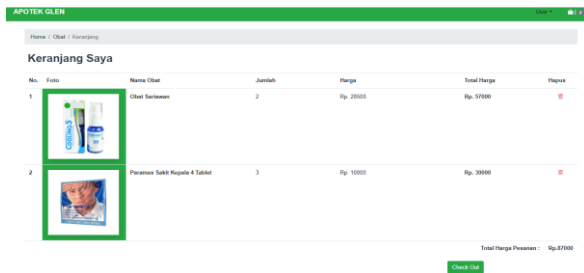 APOTEK GLEN
User
Home / Obat / Keranjang
Keranjang Saya
No. Foto Nama Obat Jumlah Harga Total Harga Hapus
1 COOLNO.5 Obat Sariawan 2 Rp. 28500 Rp. 57000
2 Paramex Sakit Kepala 4 Tablet 3 Rp. 10000 Rp. 30000
Total Harga Pesanan : Rp.87000
Check Out